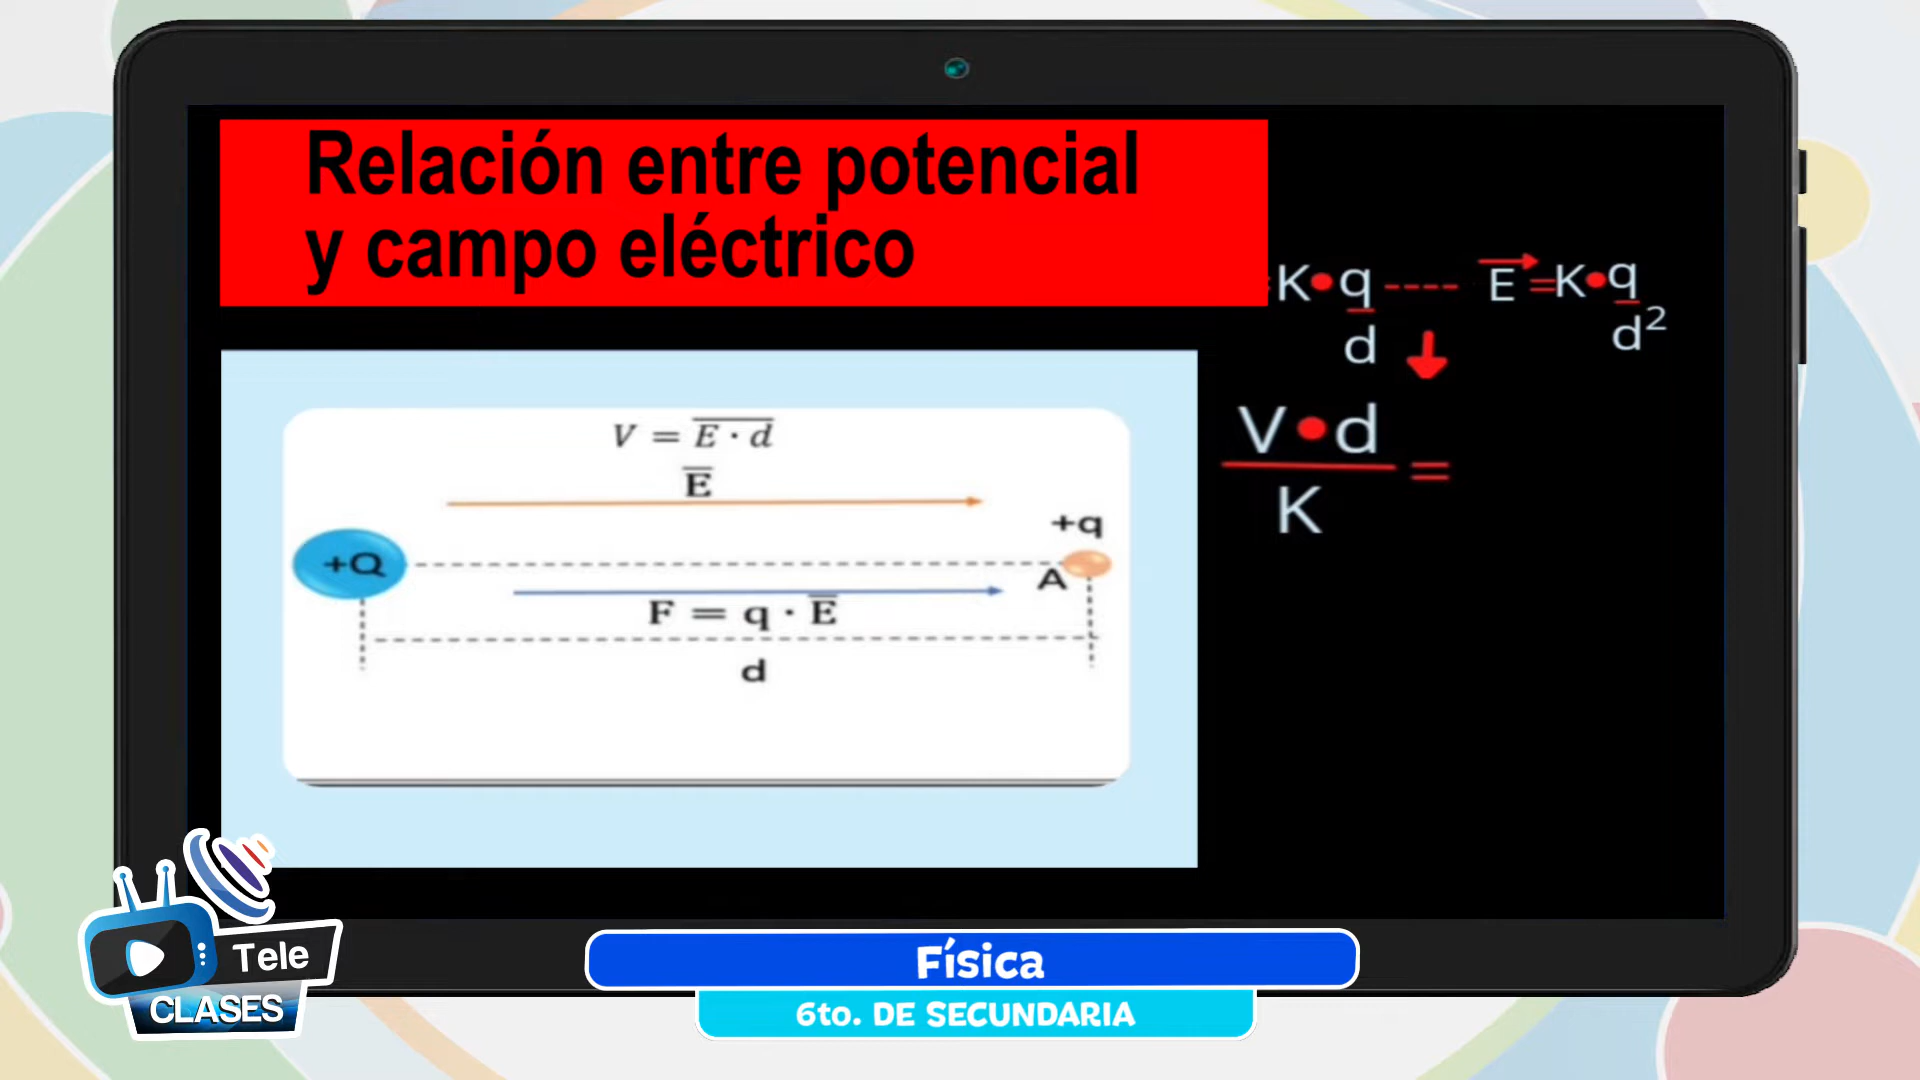 Relación entre potencial
y campo eléctrico
=K•q---- E=K•q
d d²
V•d
K
=
V = E · d
E
+q
+Q
A
F = q · E
d
Tele
CLASES
Física
6to. DE SECUNDARIA